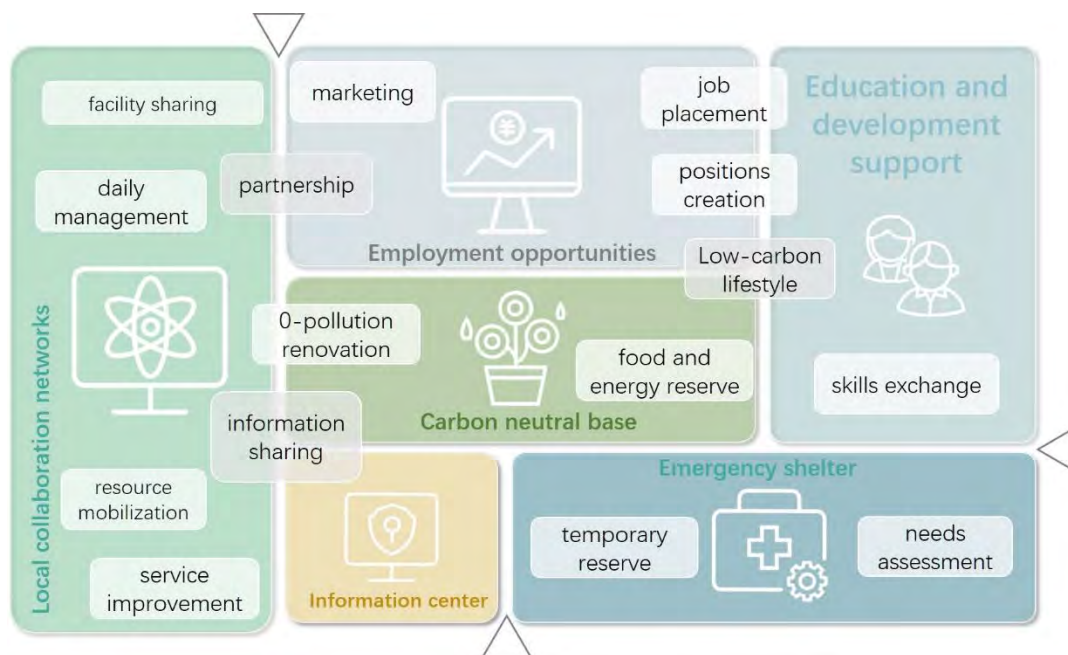 facility sharing
daily
management
partnership
resource
mobilization
service
improvement
Local collaboration networks
marketing
¥
job
placement
positions
creation
Employment opportunities
Low-carbon
lifestyle
Education and
development
support
skills exchange
0-pollution
renovation
food and
energy reserve
Carbon neutral base
information
sharing
Information center
Emergency shelter
temporary
reserve
needs
assessment